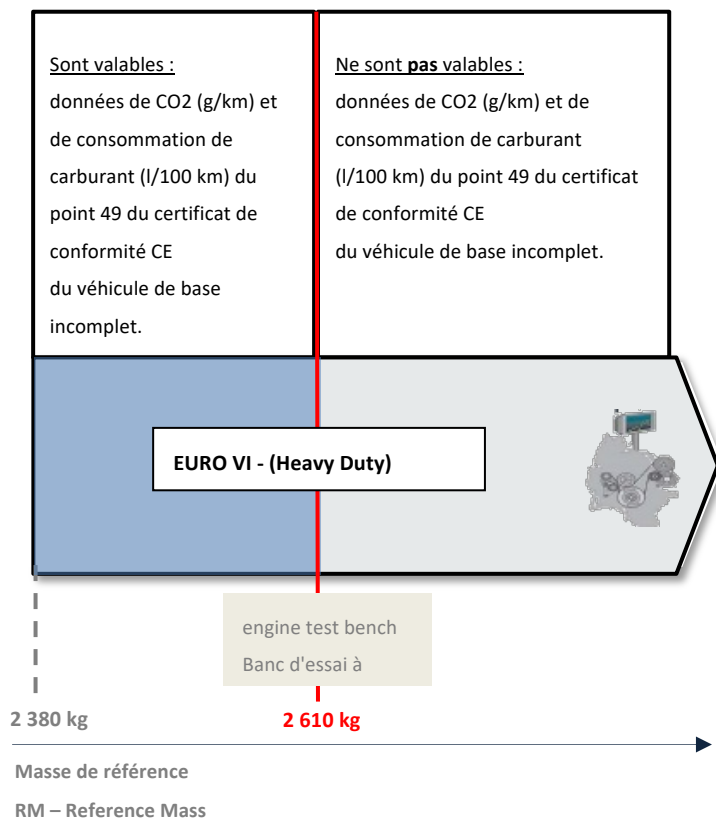 Sont valables :
données de CO2 (g/km) et
de consommation de
carburant (l/100 km) du
point 49 du certificat de
conformité CE
du véhicule de base
incomplet.
Ne sont pas valables :
données de CO2 (g/km) et de
consommation de carburant
(l/100 km) du point 49 du certificat
de conformité CE
du véhicule de base incomplet.
EURO VI - (Heavy Duty)
engine test bench
Banc d'essai à
2 380 kg
2 610 kg
Masse de référence
RM – Reference Mass